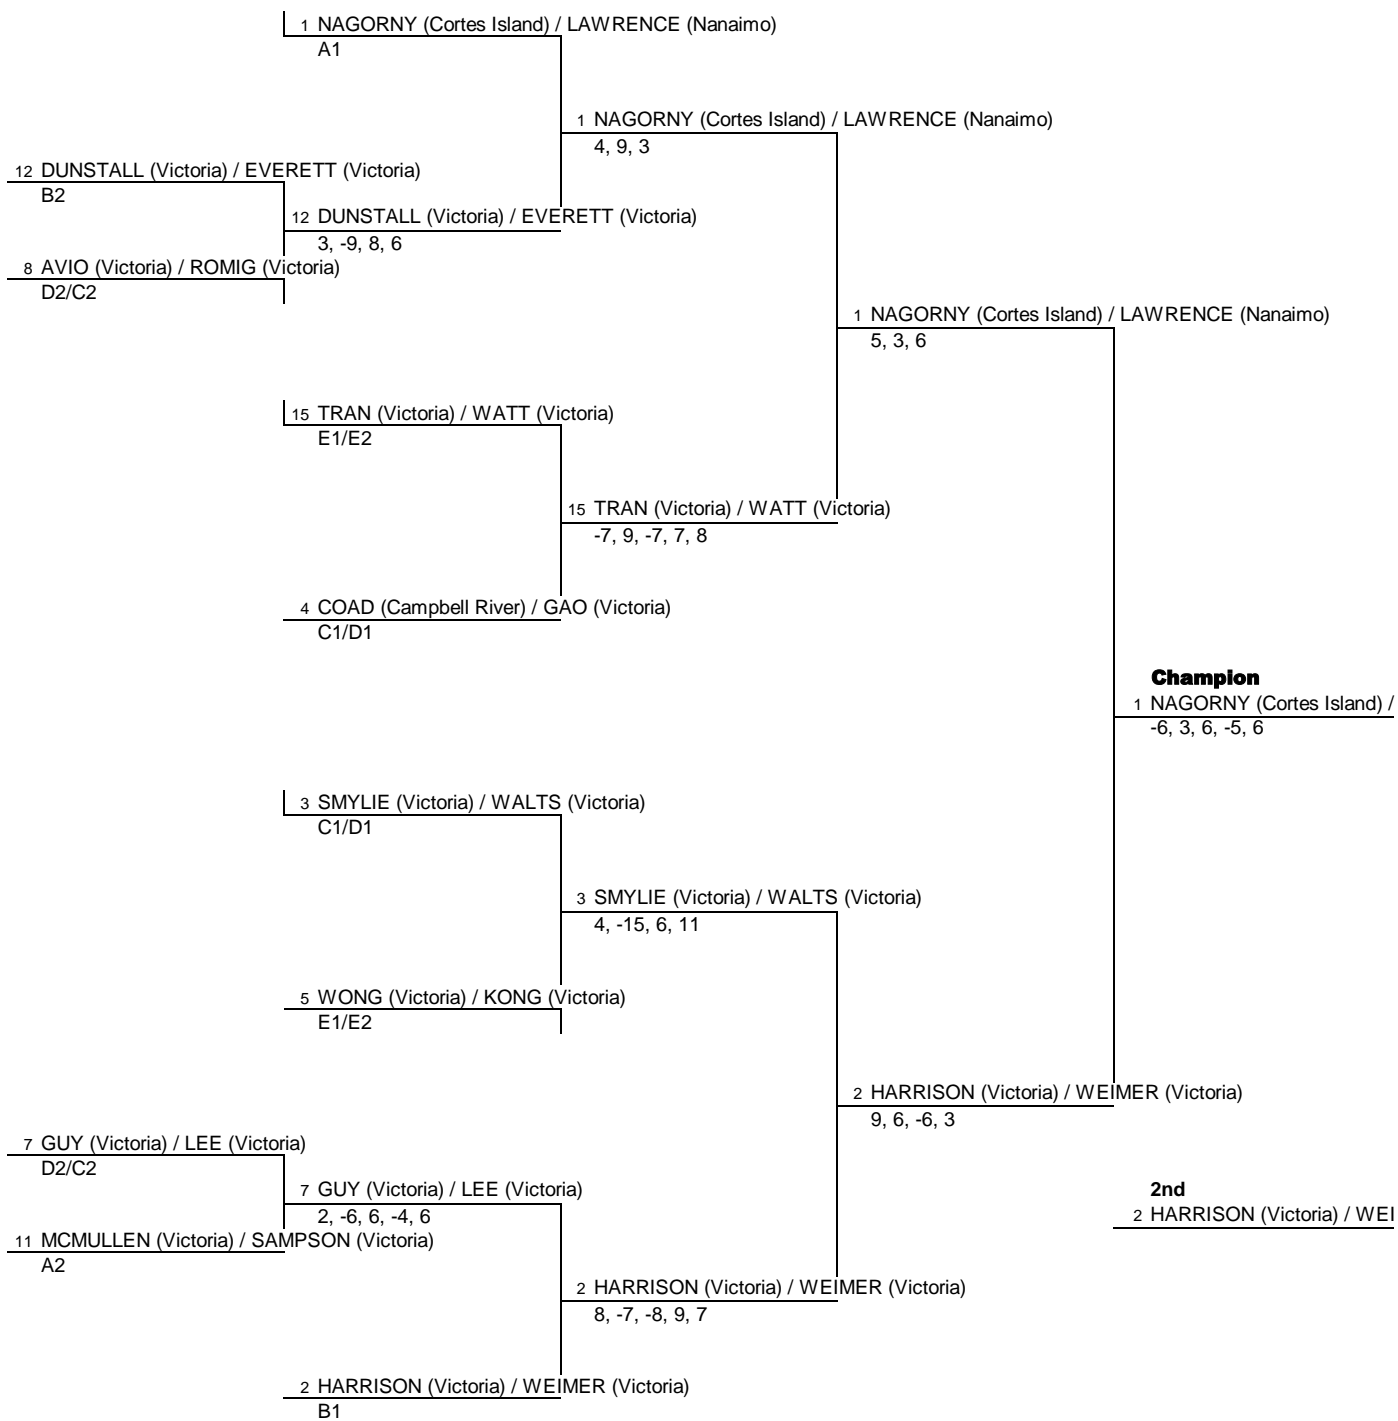 1 NAGORNY (Cortes Island) / LAWRENCE (Nanaimo)
A1
1 NAGORNY (Cortes Island) / LAWRENCE (Nanaimo)
4, 9, 3
12 DUNSTALL (Victoria) / EVERETT (Victoria)
B2
12 DUNSTALL (Victoria) / EVERETT (Victoria)
3, -9, 8, 6
8 AVIO (Victoria) / ROMIG (Victoria)
D2/C2
1 NAGORNY (Cortes Island) / LAWRENCE (Nanaimo)
5, 3, 6
15 TRAN (Victoria) / WATT (Victoria)
E1/E2
15 TRAN (Victoria) / WATT (Victoria)
-7, 9, -7, 7, 8
4 COAD (Campbell River) / GAO (Victoria)
C1/D1
Champion
1 NAGORNY (Cortes Island) /
-6, 3, 6, -5, 6
3 SMYLIE (Victoria) / WALTS (Victoria)
C1/D1
3 SMYLIE (Victoria) / WALTS (Victoria)
4, -15, 6, 11
5 WONG (Victoria) / KONG (Victoria)
E1/E2
2 HARRISON (Victoria) / WEIMER (Victoria)
9, 6, -6, 3
7 GUY (Victoria) / LEE (Victoria)
D2/C2
7 GUY (Victoria) / LEE (Victoria)
2, -6, 6, -4, 6
2nd
2 HARRISON (Victoria) / WEI
11 MCMULLEN (Victoria) / SAMPSON (Victoria)
A2
2 HARRISON (Victoria) / WEIMER (Victoria)
8, -7, -8, 9, 7
2 HARRISON (Victoria) / WEIMER (Victoria)
B1